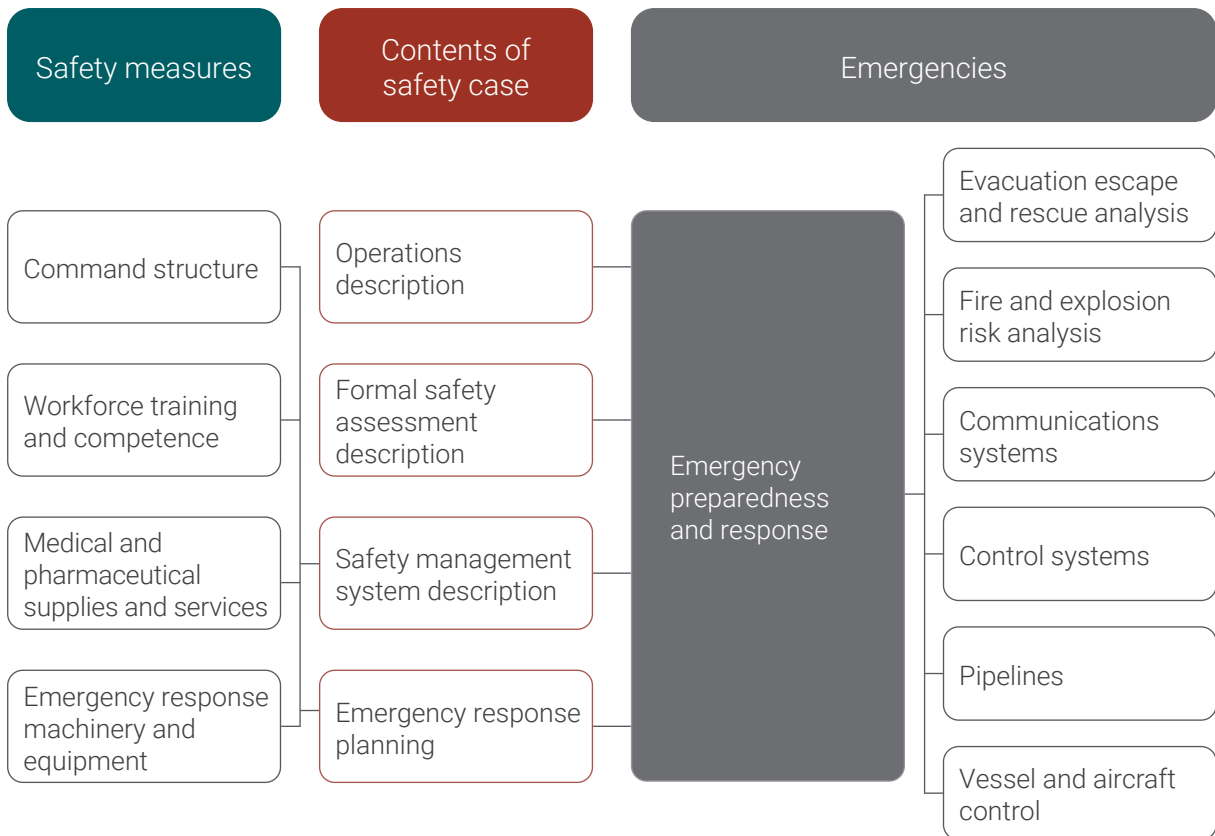 Safety measures
Contents of
safety case
Emergencies
Command structure
Workforce training
and competence
Medical and
pharmaceutical
supplies and services
Emergency response
machinery and
equipment
Operations
description
Formal safety
assessment
description
Safety management
system description
Emergency response
planning
Emergency
preparedness
and response
Evacuation escape
and rescue analysis
Fire and explosion
risk analysis
Communications
systems
Control systems
Pipelines
Vessel and aircraft
control